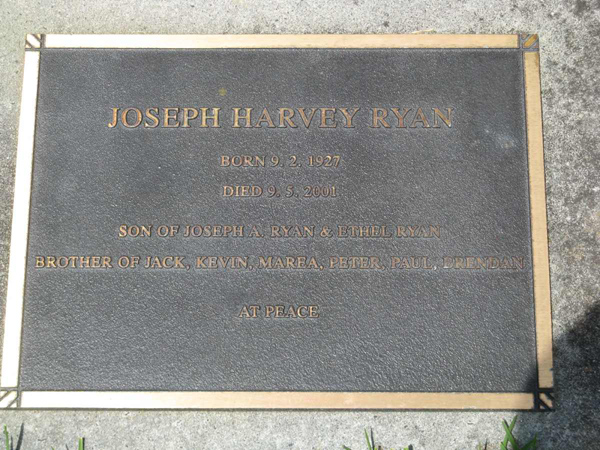 JOSEPH HARVEY RYAN
BORN 9. 2. 1927
DIED 9. 5. 2001
SON OF JOSEPH A. RYAN & ETHEL RYAN
BROTHER OF JACK, KEVIN, MAREA, PETER, PAUL, BRENDAN
AT PEACE